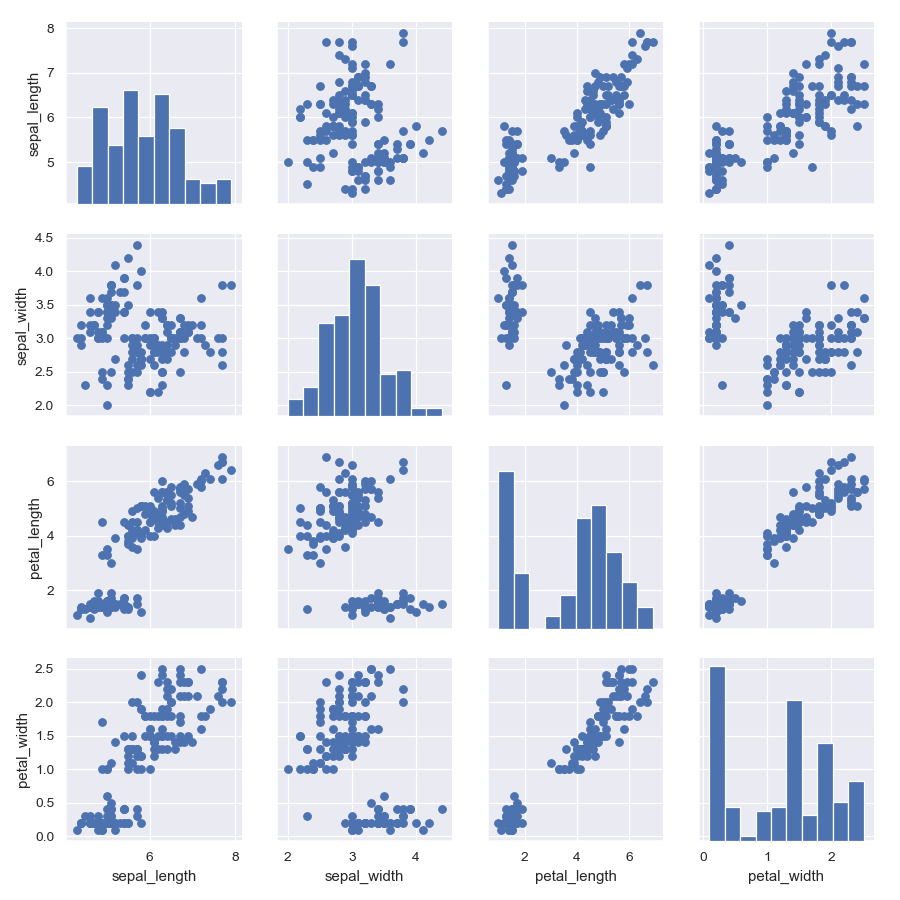 8
7
6
5
sepal_length
4.5
4.0
3.5
3.0
2.5
2.0
sepal_width
6
4
2
petal_length
2.5
2.0
1.5
1.0
0.5
0.0
petal_width
6 8
2 3 4
2 4 6
0 1 2
sepal_length sepal_width petal_length petal_width